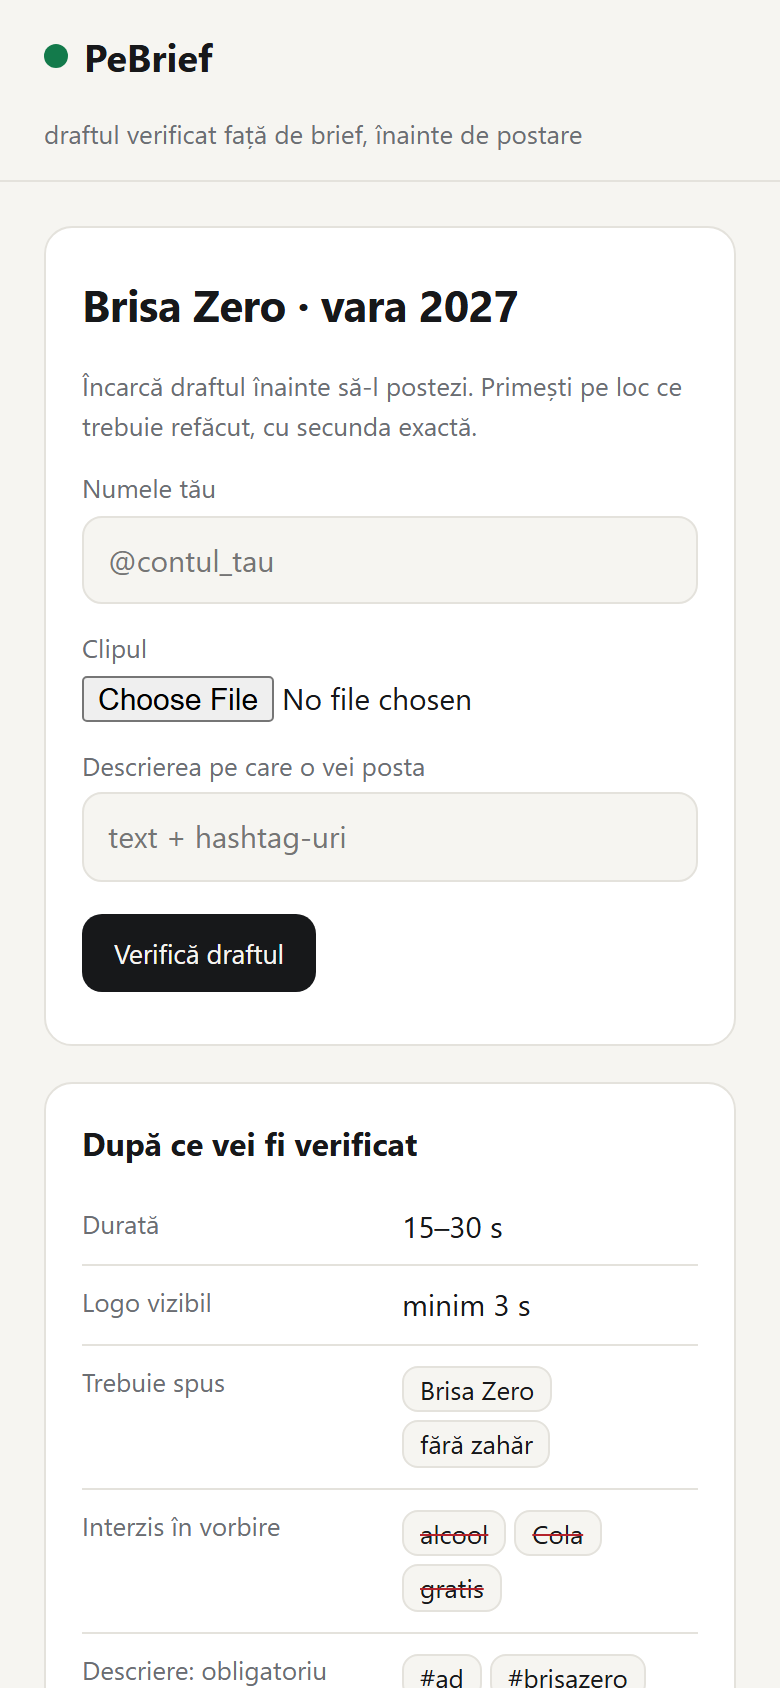 PeBrief
draftul verificat față de brief, înainte de postare
Brisa Zero · vara 2027
Încarcă draftul înainte să-l postezi. Primești pe loc ce
trebuie refăcut, cu secunda exactă.
Numele tău
@contul_tau
Clipul
Choose File No file chosen
Descrierea pe care o vei posta
text + hashtag-uri
Verifică draftul
După ce vei fi verificat
Durată 15–30 s
Logo vizibil minim 3 s
Trebuie spus Brisa Zero
fără zahăr
Interzis în vorbire alcool Cola
gratis
Descriere: obligatoriu #ad #brisazero